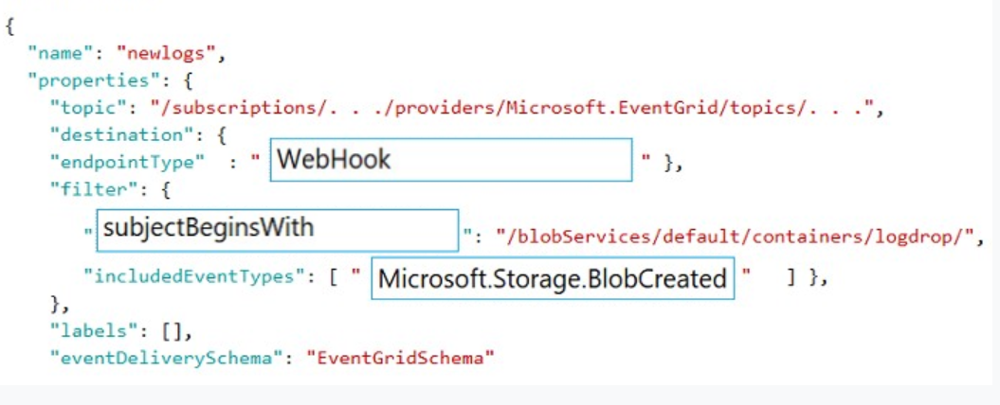 {
"name": "newlogs",
"properties": {
"topic": "/subscriptions/. . ./providers/Microsoft.EventGrid/topics/. . .",
"destination": {
"endpointType" : " WebHook " },
"filter": {
" subjectBeginsWith ": "/blobServices/default/containers/logdrop/",
"includedEventTypes": [ " Microsoft.Storage.BlobCreated " ] },
},
"labels": [],
"eventDeliverySchema": "EventGridSchema"